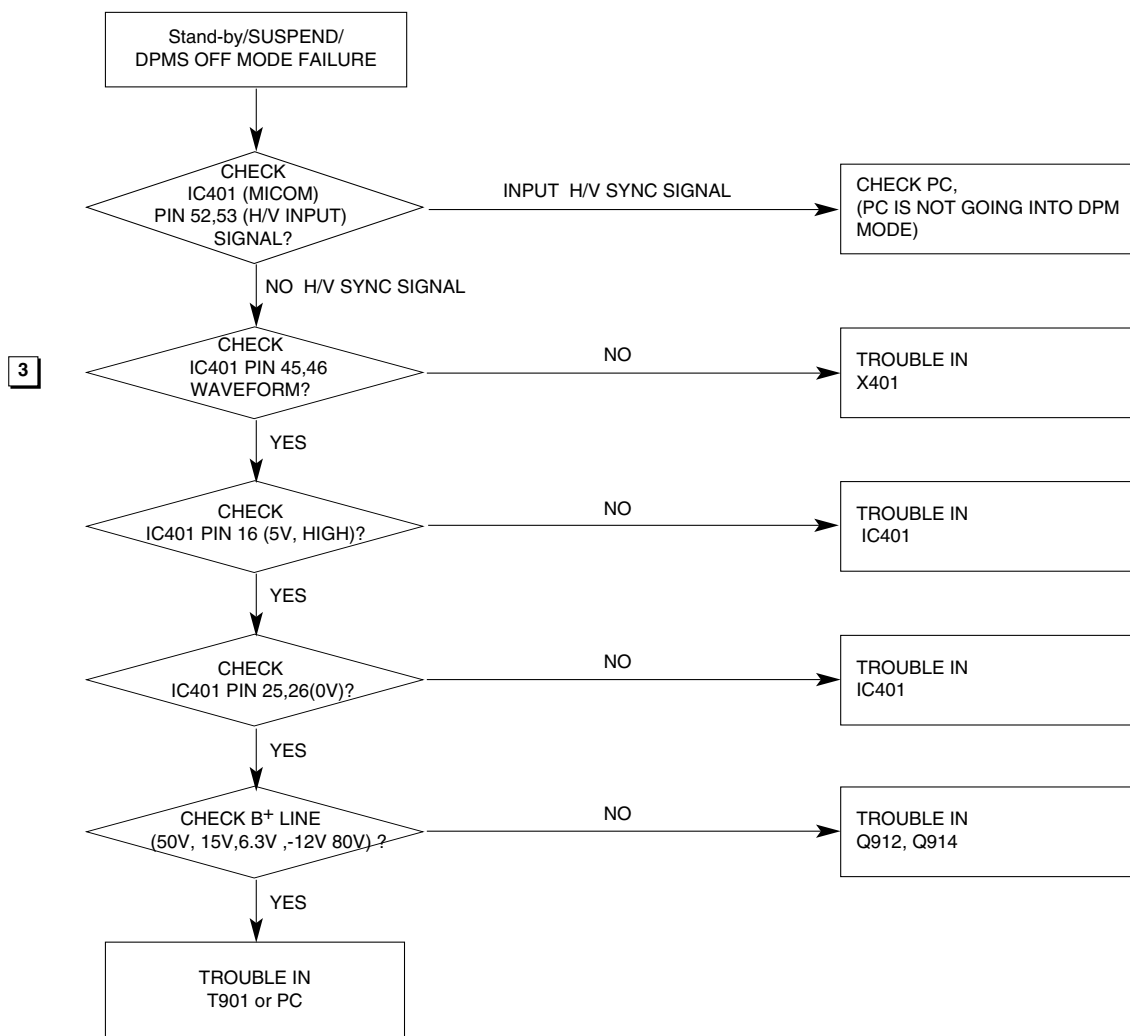 Stand-by/SUSPEND/
DPMS OFF MODE FAILURE
CHECK
IC401 (MICOM)
PIN 52,53 (H/V INPUT)
SIGNAL?
INPUT H/V SYNC SIGNAL
CHECK PC,
(PC IS NOT GOING INTO DPM
MODE)
NO H/V SYNC SIGNAL
3
CHECK
IC401 PIN 45,46
WAVEFORM?
NO
TROUBLE IN
X401
YES
CHECK
IC401 PIN 16 (5V, HIGH)?
NO
TROUBLE IN
IC401
YES
CHECK
IC401 PIN 25,26(0V)?
NO
TROUBLE IN
IC401
YES
CHECK B+ LINE
(50V, 15V,6.3V ,-12V 80V) ?
NO
TROUBLE IN
Q912, Q914
YES
TROUBLE IN
T901 or PC